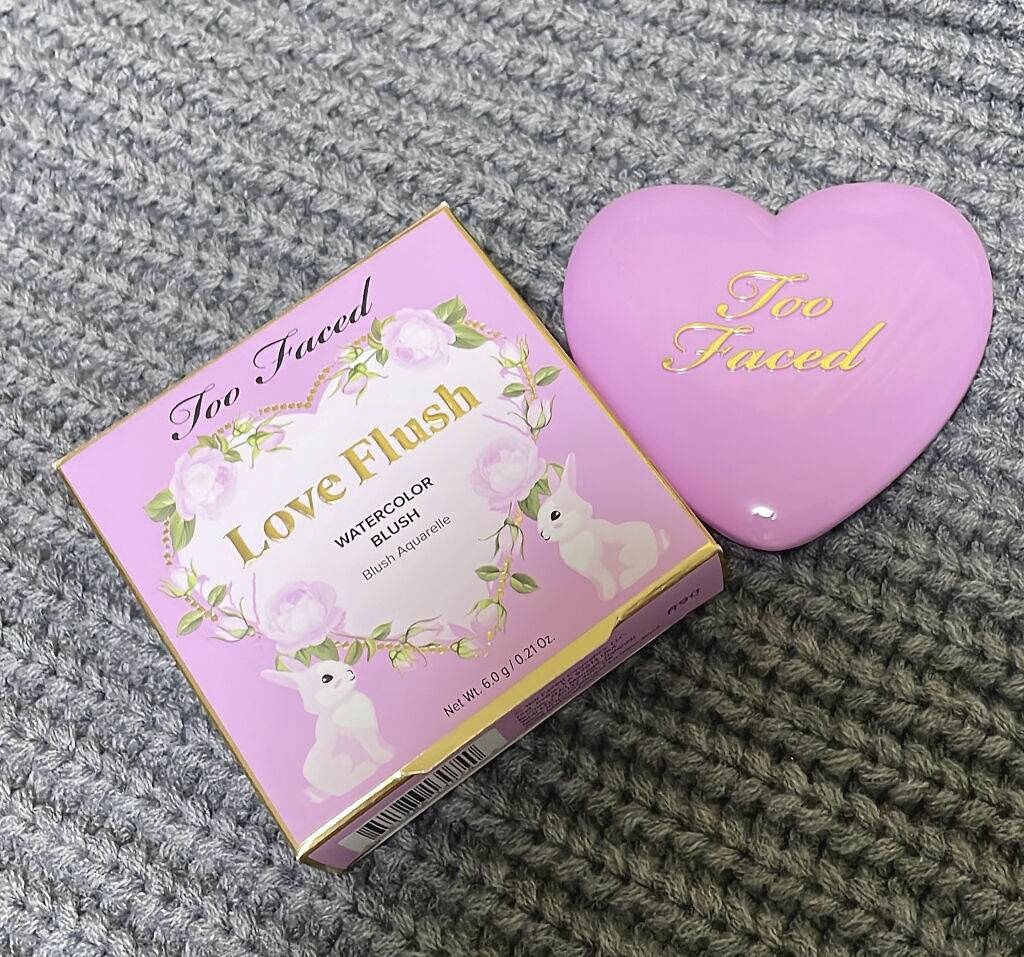 Too Faced
Love Flush
WATERCOLOR
BLUSH
Blush Aquarelle
Net Wt. 6.0 g / 0.21 Oz.
Too
Faced